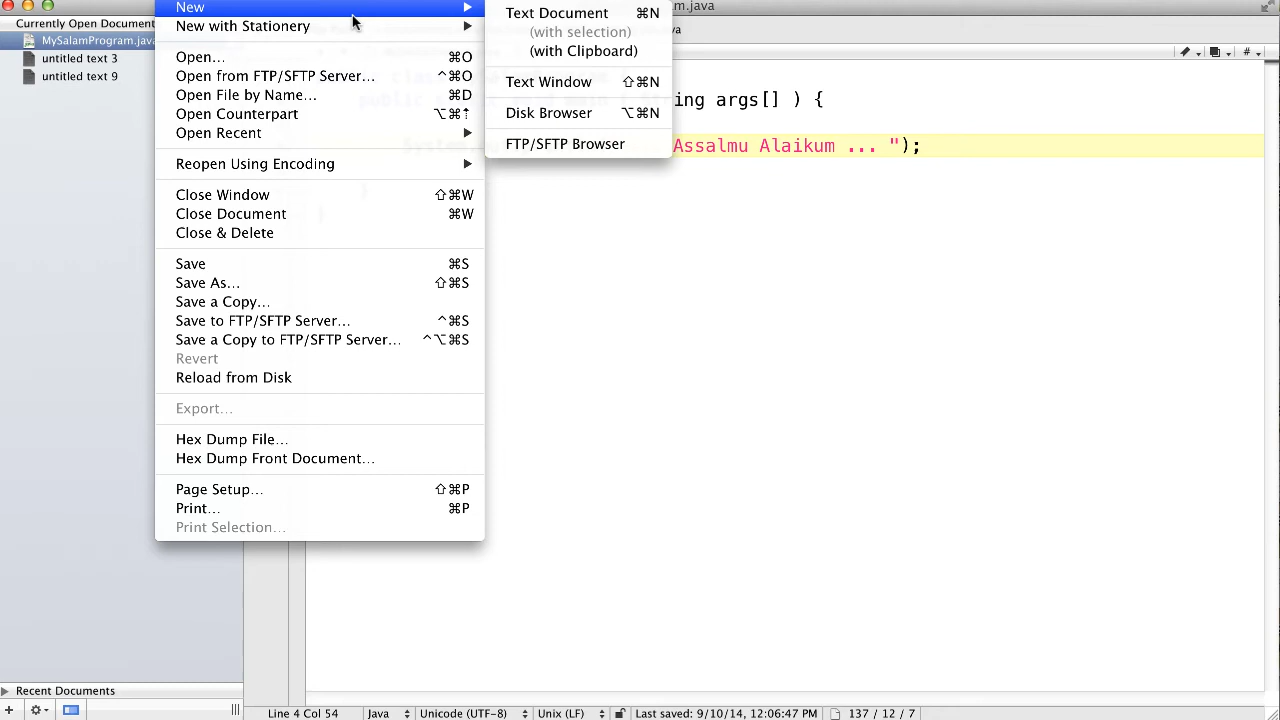 .java
Currently Open Document
MySalamProgram.java
untitled text 3
untitled text 9
New
New with Stationery
Open... ⌘O
Open from FTP/SFTP Server... ^⌘O
Open File by Name... ⌘D
Open Counterpart ⌥⌘⇡
Open Recent
Reopen Using Encoding
Close Window ⇧⌘W
Close Document ⌘W
Close & Delete
Save ⌘S
Save As... ⇧⌘S
Save a Copy...
Save to FTP/SFTP Server... ^⌘S
Save a Copy to FTP/SFTP Server... ^⌥⌘S
Revert
Reload from Disk
Export...
Hex Dump File...
Hex Dump Front Document...
Page Setup... ⇧⌘P
Print... ⌘P
Print Selection...
Text Document ⌘N
(with selection)
(with Clipboard)
Text Window ⇧⌘N
Disk Browser ⌥⌘N
FTP/SFTP Browser
ing args[] ) {
Assalmu Alaikum ... ");
}
}
Recent Documents
Line 4 Col 54
Java
Unicode (UTF-8)
Unix (LF)
Last saved: 9/10/14, 12:06:47 PM
137 / 12 / 7